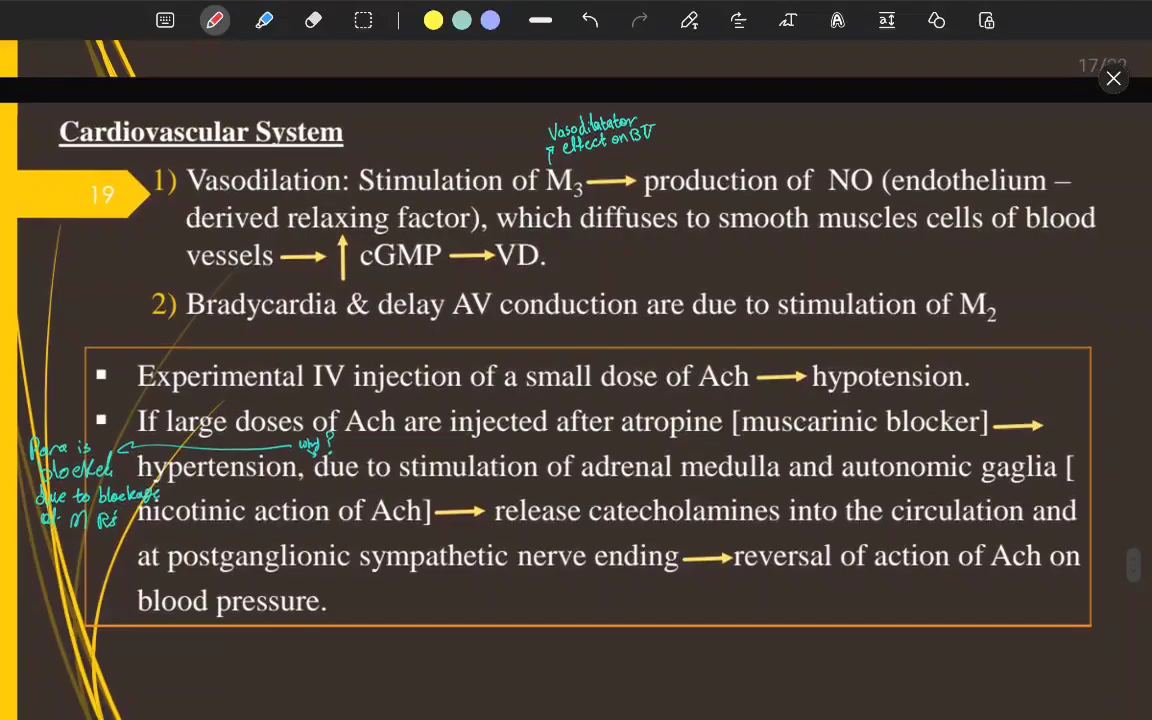 17/22
Cardiovascular System
Vasodilatator
effect on BV
19
1) Vasodilation: Stimulation of M3 → production of NO (endothelium –
derived relaxing factor), which diffuses to smooth muscles cells of blood
vessels → ↑ cGMP → VD.
2) Bradycardia & delay AV conduction are due to stimulation of M2
▪ Experimental IV injection of a small dose of Ach → hypotension.
▪ If large doses of Ach are injected after atropine [muscarinic blocker] →
why?
hypertension, due to stimulation of adrenal medulla and autonomic gaglia [
nicotinic action of Ach] → release catecholamines into the circulation and
at postganglionic sympathetic nerve ending → reversal of action of Ach on
blood pressure.
Para is
blocked
due to blockage
of M Rs